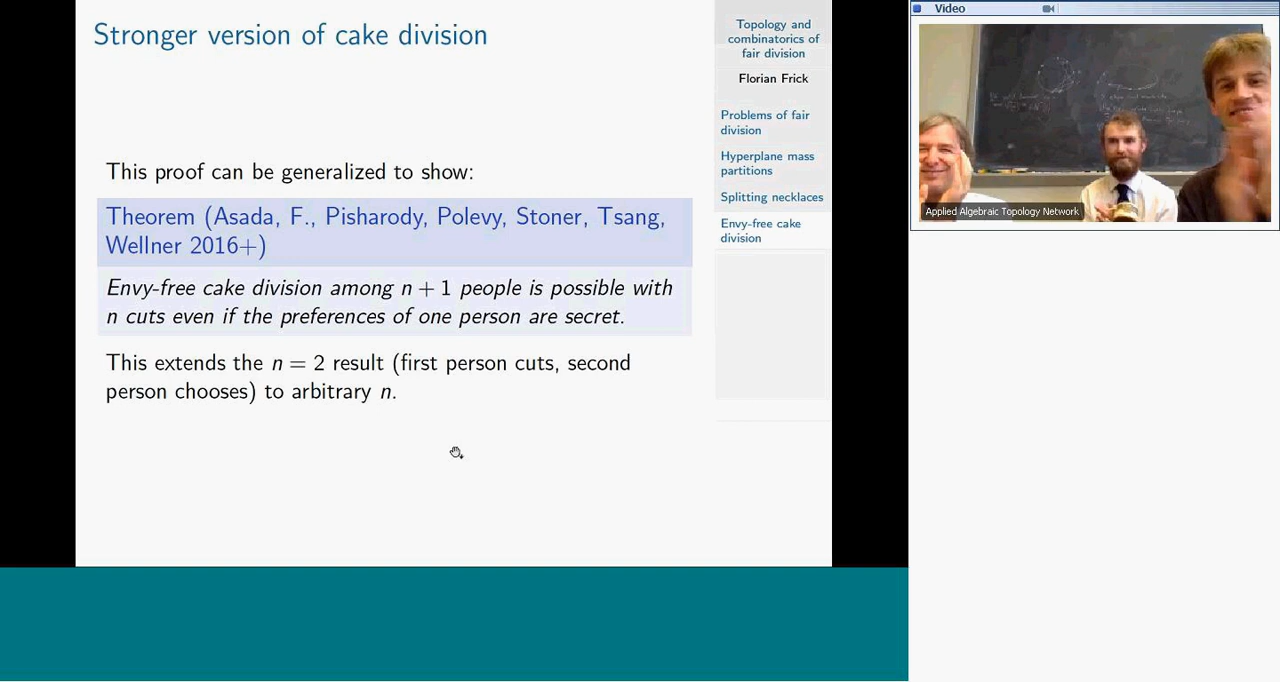 Stronger version of cake division
This proof can be generalized to show:
Theorem (Asada, F., Pisharody, Polevy, Stoner, Tsang,
Wellner 2016+)
Envy-free cake division among n + 1 people is possible with
n cuts even if the preferences of one person are secret.
This extends the n = 2 result (first person cuts, second
person chooses) to arbitrary n.
Topology and
combinatorics of
fair division
Florian Frick
Problems of fair
division
Hyperplane mass
partitions
Splitting necklaces
Envy-free cake
division
Video
Applied Algebraic Topology Network